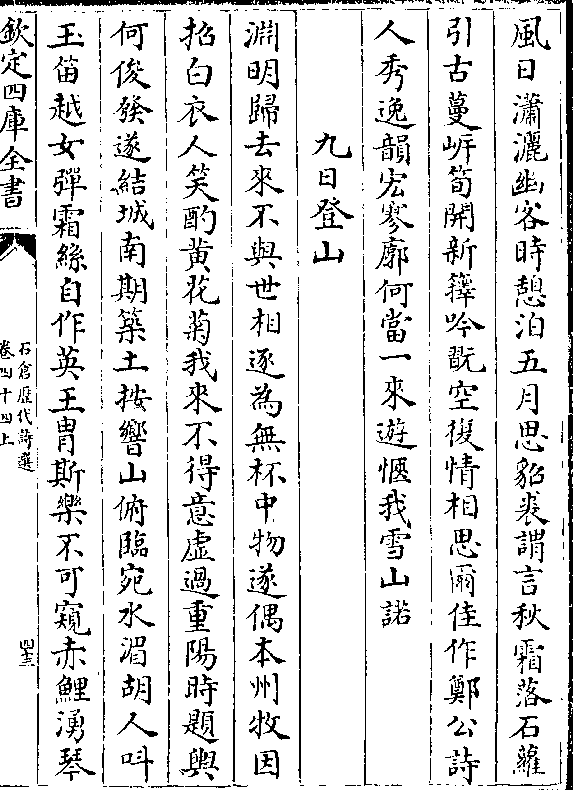 風日瀟灑幽客時憩泊五月思貂裘謂言秋霜落石蘿
引古蔓㟁筍開新籜吟翫空復情相思爾佳作鄭公詩
人秀逸韻宏寥廓何當一來遊愜我雪山諾
九日登山
淵明歸去來不與世相逐為無杯中物遂偶本州牧因
招白衣人笑酌黄花菊我來不得意虛過重陽時題輿
何俊發遂結城南期築土按響山俯臨宛水湄胡人叫
玉笛越女彈霜絲自作英王胄斯樂不可窺赤鯉湧琴
欽定四庫全書
石倉歷代詩選
卷四十四上
四三